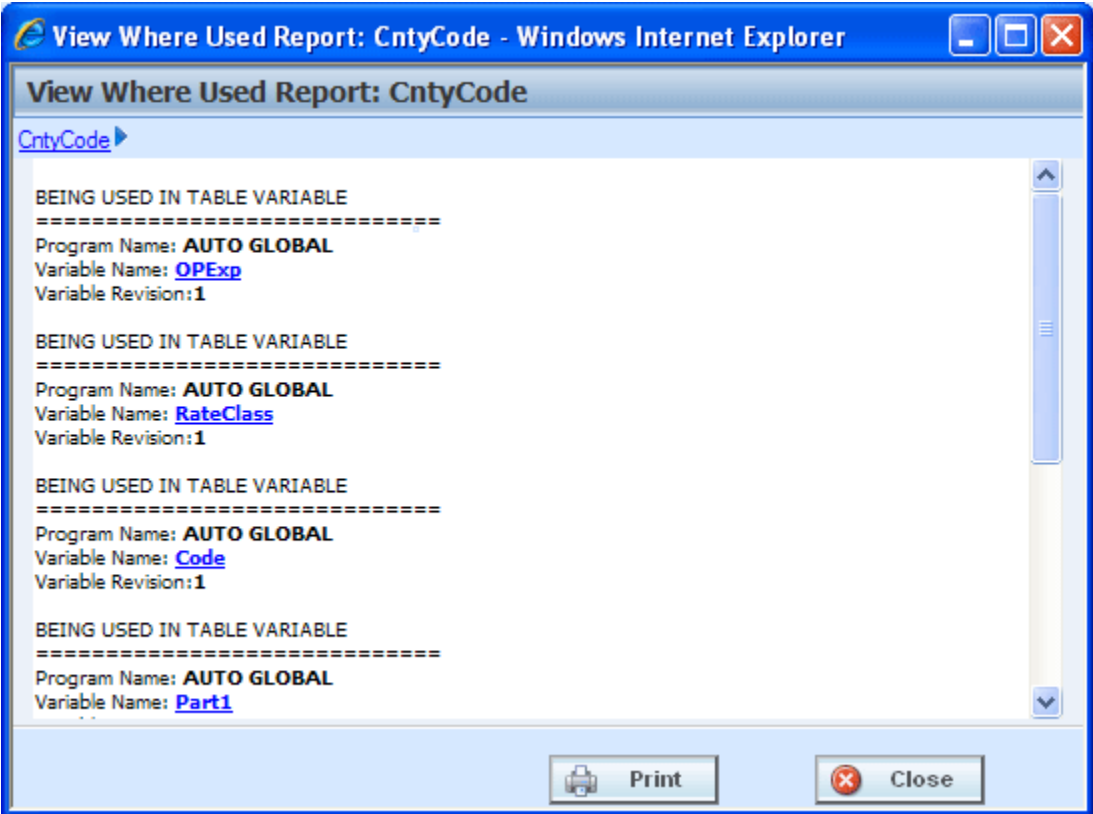 View Where Used Report: CntyCode - Windows Internet Explorer
View Where Used Report: CntyCode
CntyCode
BEING USED IN TABLE VARIABLE
=============================
Program Name: AUTO GLOBAL
Variable Name: OPExp
Variable Revision:1
BEING USED IN TABLE VARIABLE
=============================
Program Name: AUTO GLOBAL
Variable Name: RateClass
Variable Revision:1
BEING USED IN TABLE VARIABLE
=============================
Program Name: AUTO GLOBAL
Variable Name: Code
Variable Revision:1
BEING USED IN TABLE VARIABLE
=============================
Program Name: AUTO GLOBAL
Variable Name: Part1
Print Close